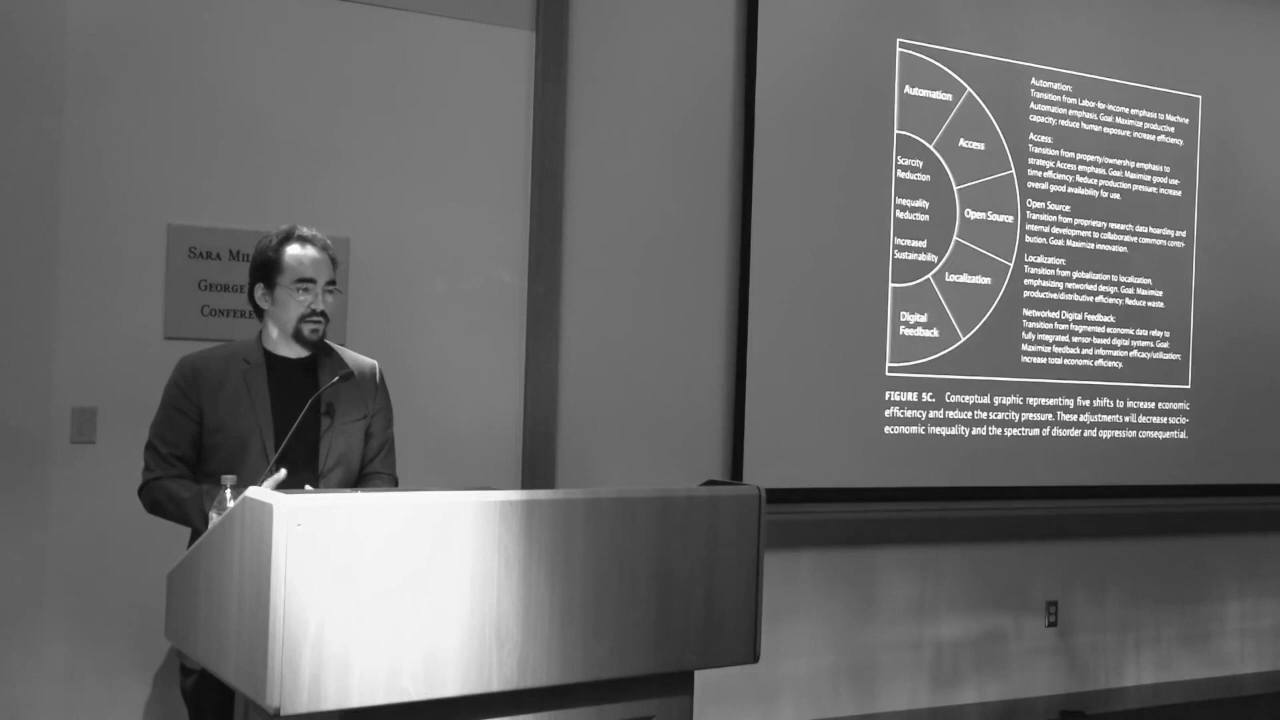 SARA MIL
GEORGE
CONFERE
Automation
Access
Open Source
Localization
Digital
Feedback
Scarcity
Reduction
Inequality
Reduction
Increased
Sustainability
Automation:
Transition from Labor-for-income emphasis to Machine
Automation emphasis. Goal: Maximize productive
capacity; reduce human exposure; increase efficiency.
Access:
Transition from property/ownership emphasis to
strategic Access emphasis. Goal: Maximize good use-
time efficiency; Reduce production pressure; increase
overall good availability for use.
Open Source:
Transition from proprietary research; data hoarding and
internal development to collaborative commons contri-
bution. Goal: Maximize innovation.
Localization:
Transition from globalization to localization,
emphasizing networked design. Goal: Maximize
productive/distributive efficiency; Reduce waste.
Networked Digital Feedback:
Transition from fragmented economic data relay to
fully integrated, sensor-based digital systems. Goal:
Maximize feedback and information efficacy/utilization;
Increase total economic efficiency.
FIGURE 5C. Conceptual graphic representing five shifts to increase economic
efficiency and reduce the scarcity pressure. These adjustments will decrease socio-
economic inequality and the spectrum of disorder and oppression consequential.